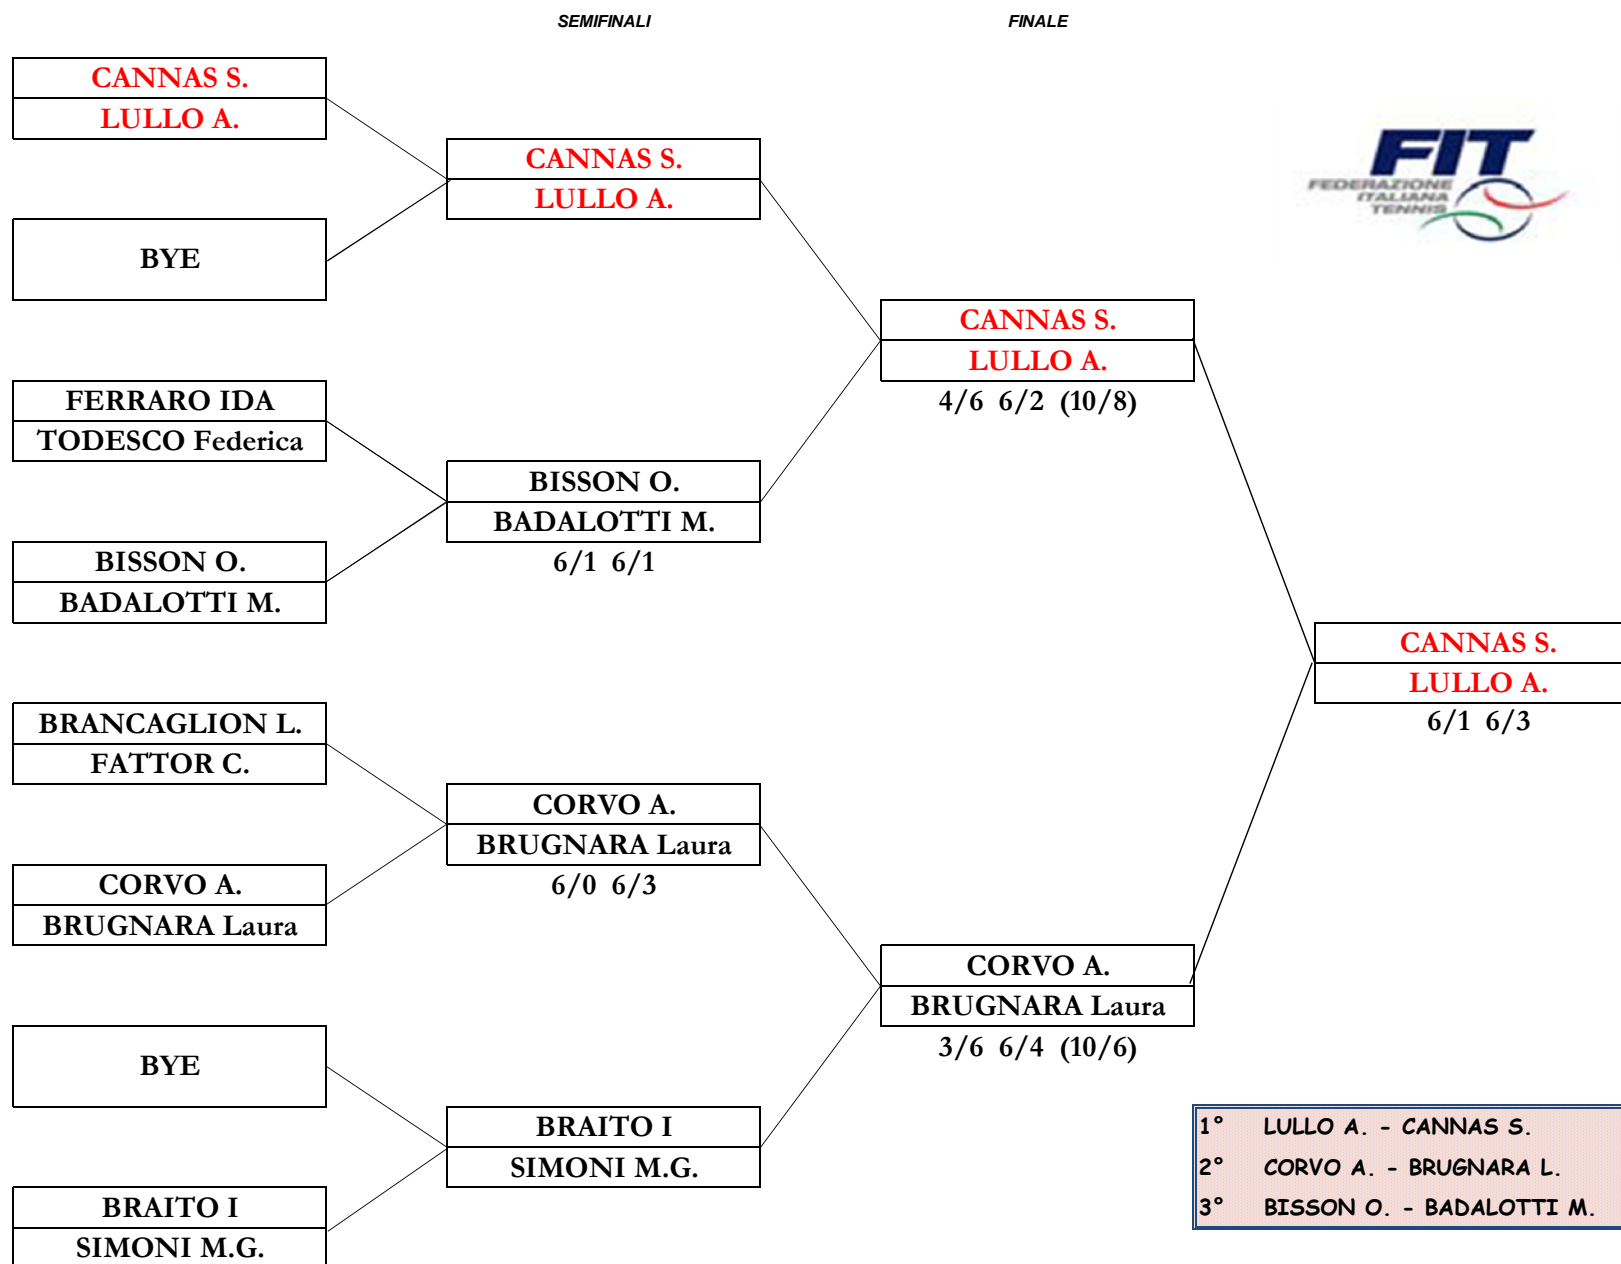 SEMIFINALI
FINALE
CANNAS S.
LULLO A.
BYE
FERRARO IDA
TODESCO Federica
BISSON O.
BADALOTTI M.
BRANCAGLION L.
FATTOR C.
CORVO A.
BRUGNARA Laura
BYE
BRAITO I
SIMONI M.G.
CANNAS S.
LULLO A.
BISSON O.
BADALOTTI M.
6/1 6/1
CORVO A.
BRUGNARA Laura
6/0 6/3
BRAITO I
SIMONI M.G.
CANNAS S.
LULLO A.
4/6 6/2 (10/8)
CORVO A.
BRUGNARA Laura
3/6 6/4 (10/6)
FIT
FEDERAZIONE
ITALIANA
TENNIS
CANNAS S.
LULLO A.
6/1 6/3
1° LULLO A. - CANNAS S.
2° CORVO A. - BRUGNARA L.
3° BISSON O. - BADALOTTI M.